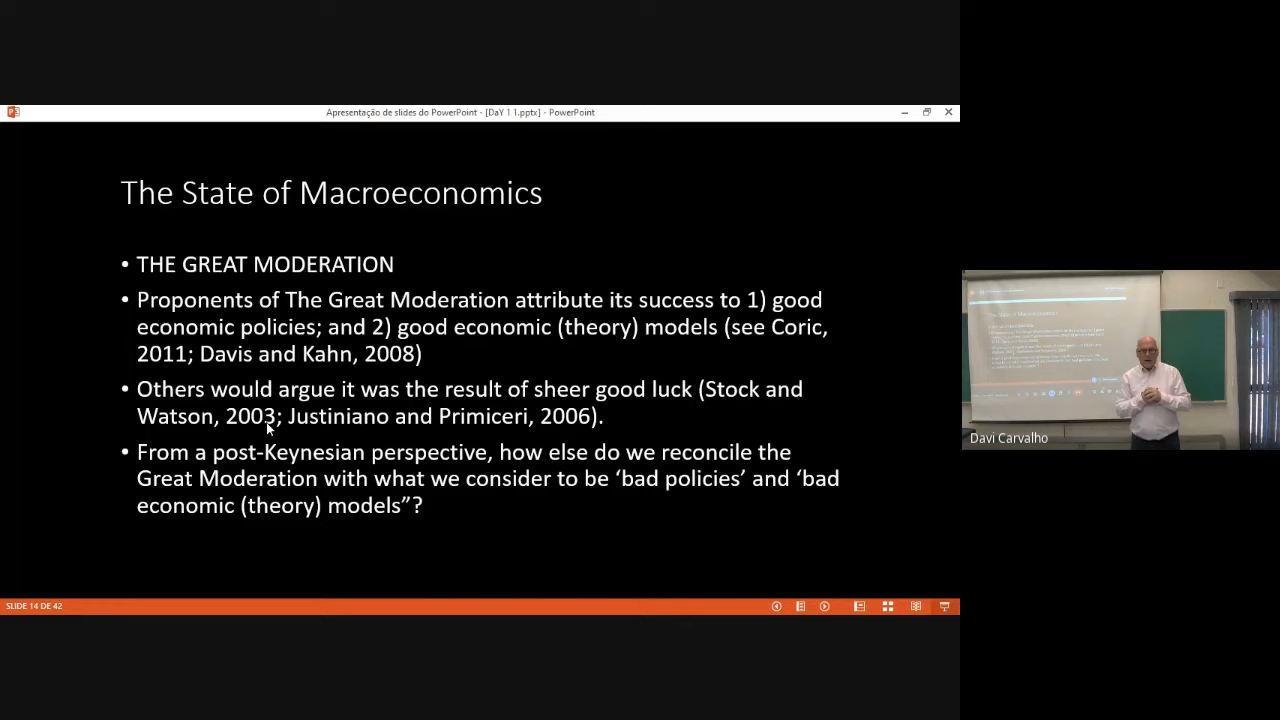 Apresentação de slides do PowerPoint - [DaY 1 1.pptx] - PowerPoint
The State of Macroeconomics
• THE GREAT MODERATION
• Proponents of The Great Moderation attribute its success to 1) good
economic policies; and 2) good economic (theory) models (see Coric,
2011; Davis and Kahn, 2008)
• Others would argue it was the result of sheer good luck (Stock and
Watson, 2003; Justiniano and Primiceri, 2006).
• From a post-Keynesian perspective, how else do we reconcile the
Great Moderation with what we consider to be ‘bad policies’ and ‘bad
economic (theory) models”?
SLIDE 14 DE 42
Davi Carvalho